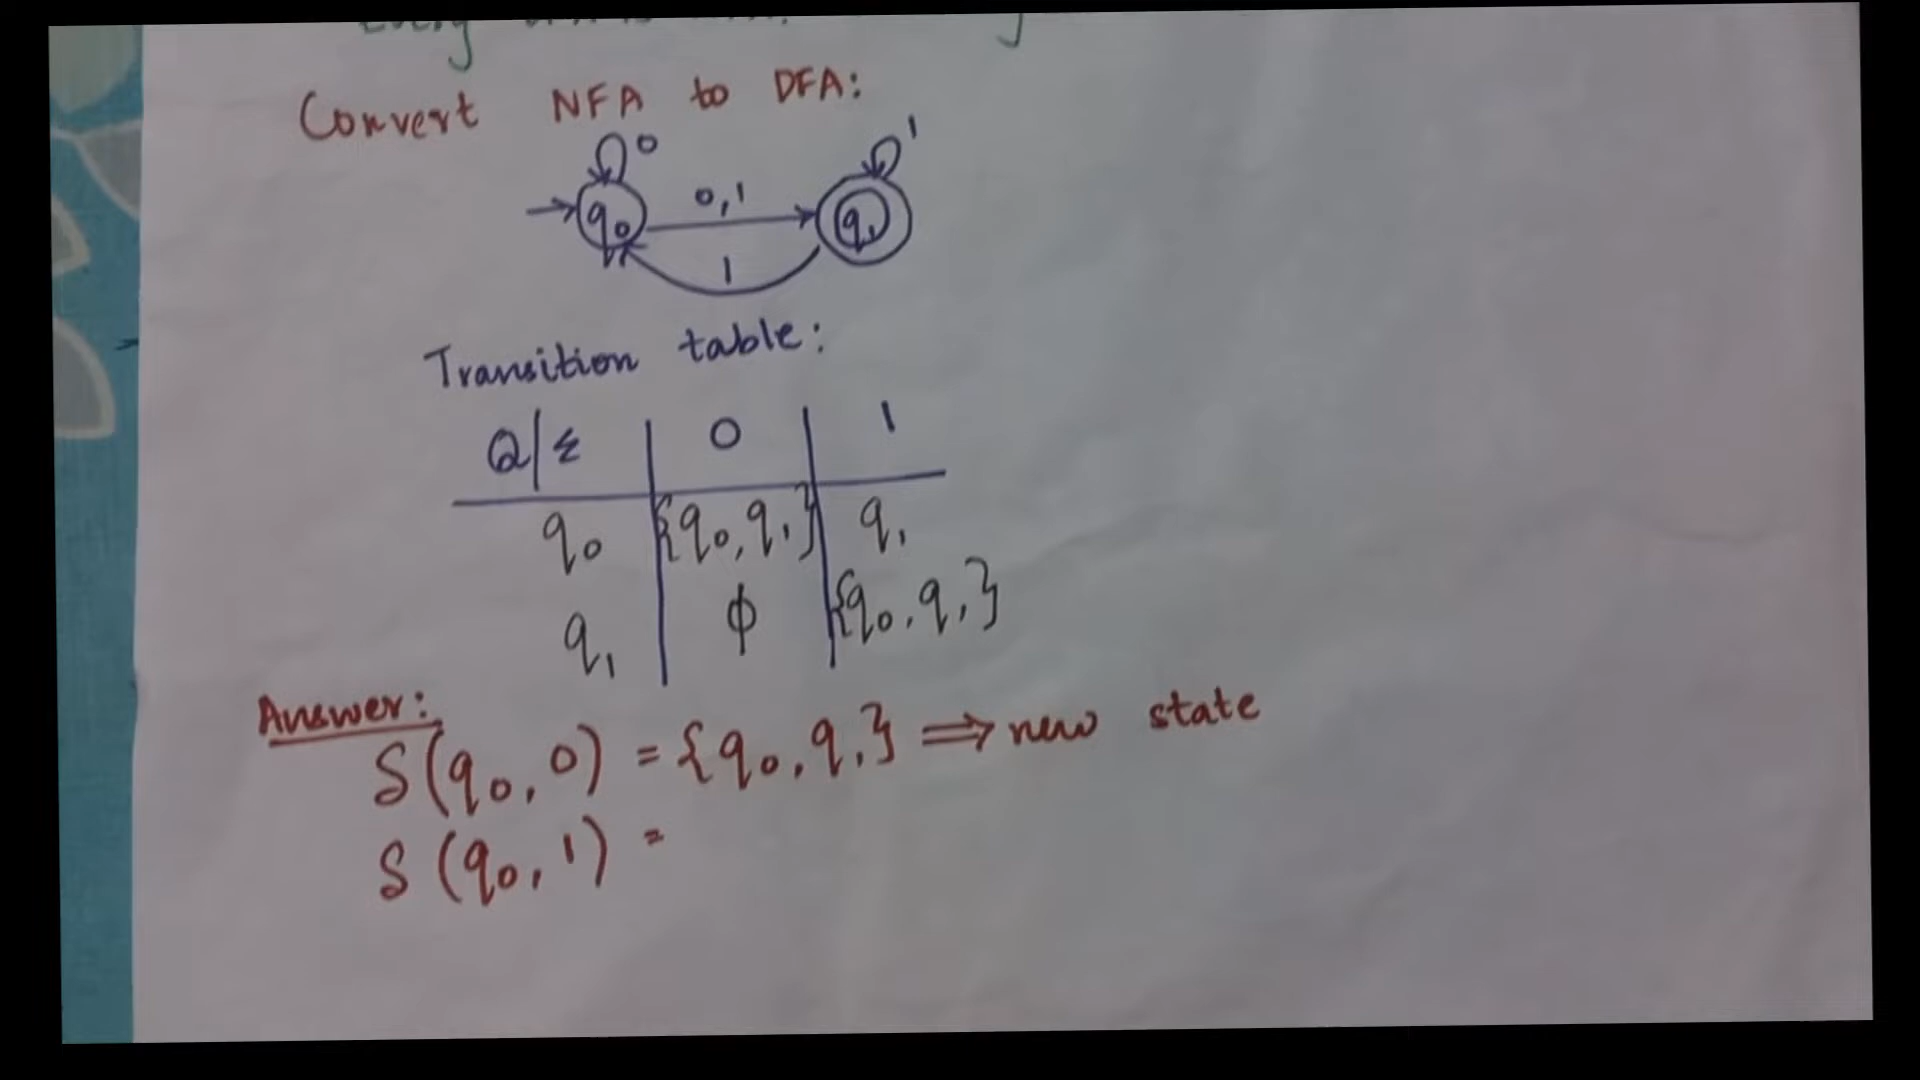 Convert NFA to DFA:
0 1
q0 0,1 q1
1
Transition table:
Q/Σ 0 1
q0 {q0,q1} q1
q1 φ {q0,q1}
Answer:
δ(q0,0) = {q0,q1} ⟹ new state
δ(q0,1) =